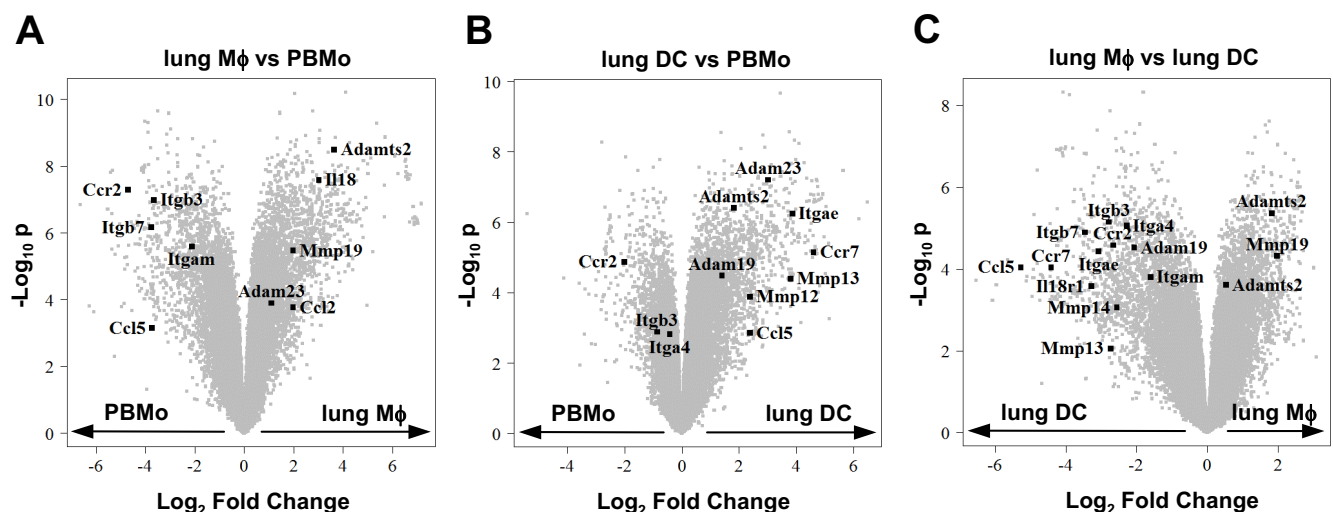 A
lung Mϕ vs PBMo
-Log10 p
10
8
6
4
2
0
Adamts2
Il18
Ccr2
Itgb3
Itgb7
Itgam
Mmp19
Adam23
Ccl2
Ccl5
PBMo
lung Mϕ
-6
-4
-2
0
2
4
6
Log2 Fold Change
B
lung DC vs PBMo
-Log10 p
10
8
6
4
2
0
Adam23
Adamts2
Itgae
Ccr2
Adam19
Ccr7
Mmp13
Mmp12
Itgb3
Itga4
Ccl5
PBMo
lung DC
-4
-2
0
2
4
6
Log2 Fold Change
C
lung Mϕ vs lung DC
-Log10 p
8
6
4
2
0
Itgb3
Adamts2
Itgb7
Ccr2
Itga4
Ccr7
Adam19
Mmp19
Ccl5
Itgae
Itgam
Il18r1
Adamts2
Mmp14
Mmp13
lung DC
lung Mϕ
-6
-4
-2
0
2
Log2 Fold Change